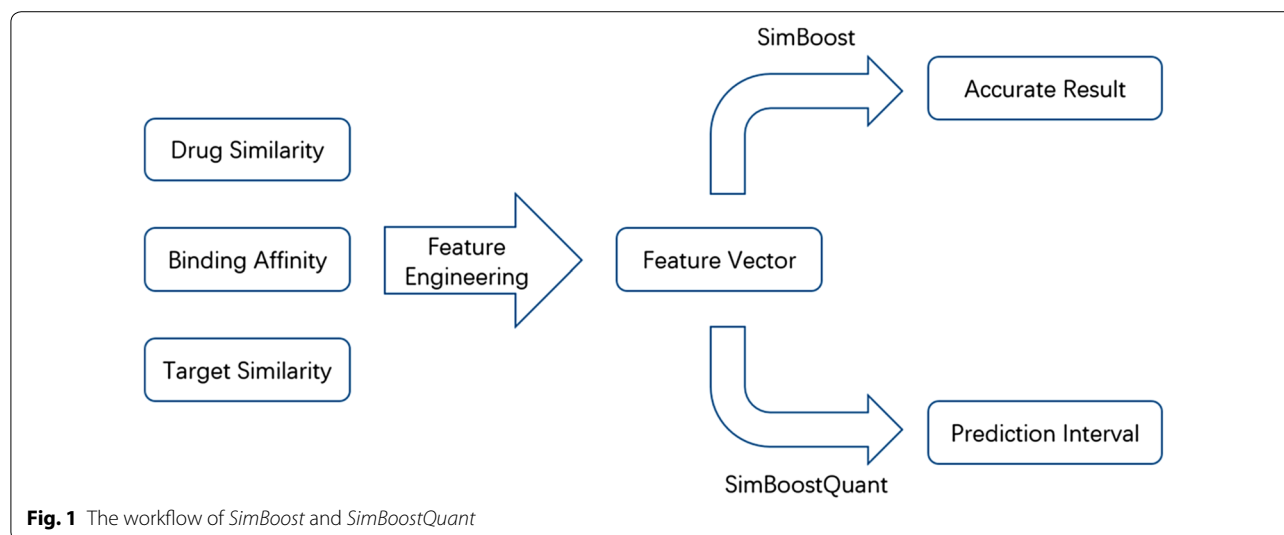 SimBoost
Accurate Result
Drug Similarity
Binding Affinity
Feature
Engineering
Feature Vector
Target Similarity
Prediction Interval
SimBoostQuant
Fig. 1 The workflow of SimBoost and SimBoostQuant